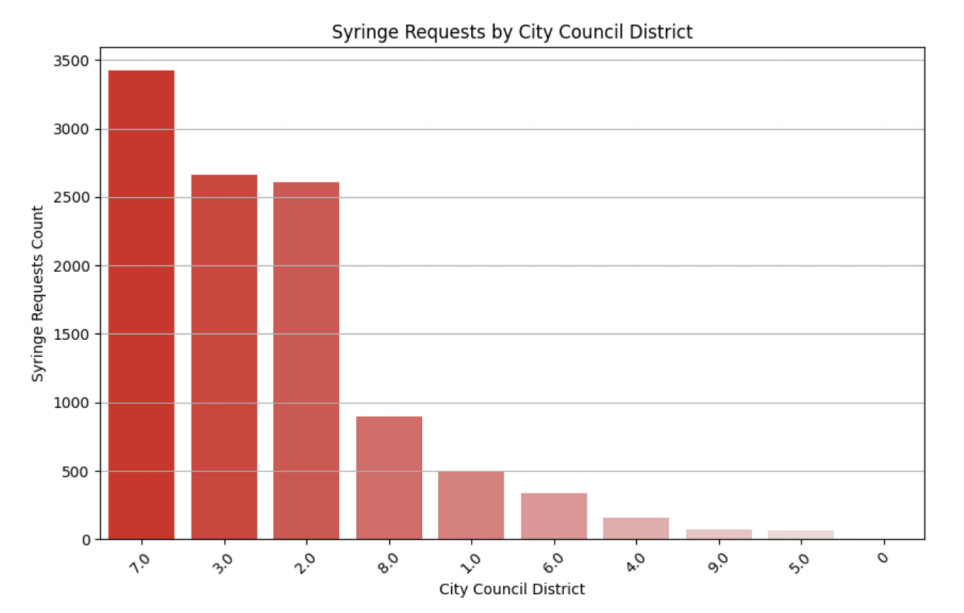 Syringe Requests by City Council District
Syringe Requests Count
3500
3000
2500
2000
1500
1000
500
0
7.0 3.0 2.0 8.0 1.0 6.0 4.0 9.0 5.0 0
City Council District